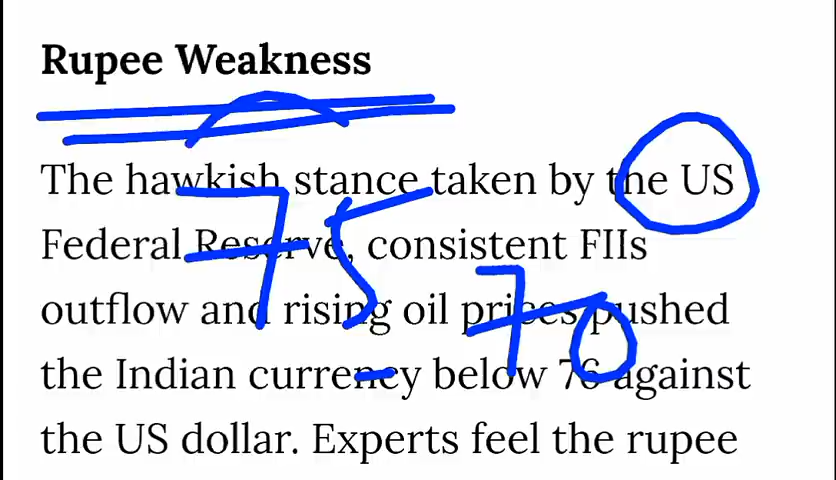 Rupee Weakness
The hawkish stance taken by the US
Federal Reserve, consistent FIIs
outflow and rising oil prices pushed
the Indian currency below 76 against
the US dollar. Experts feel the rupee
75
70